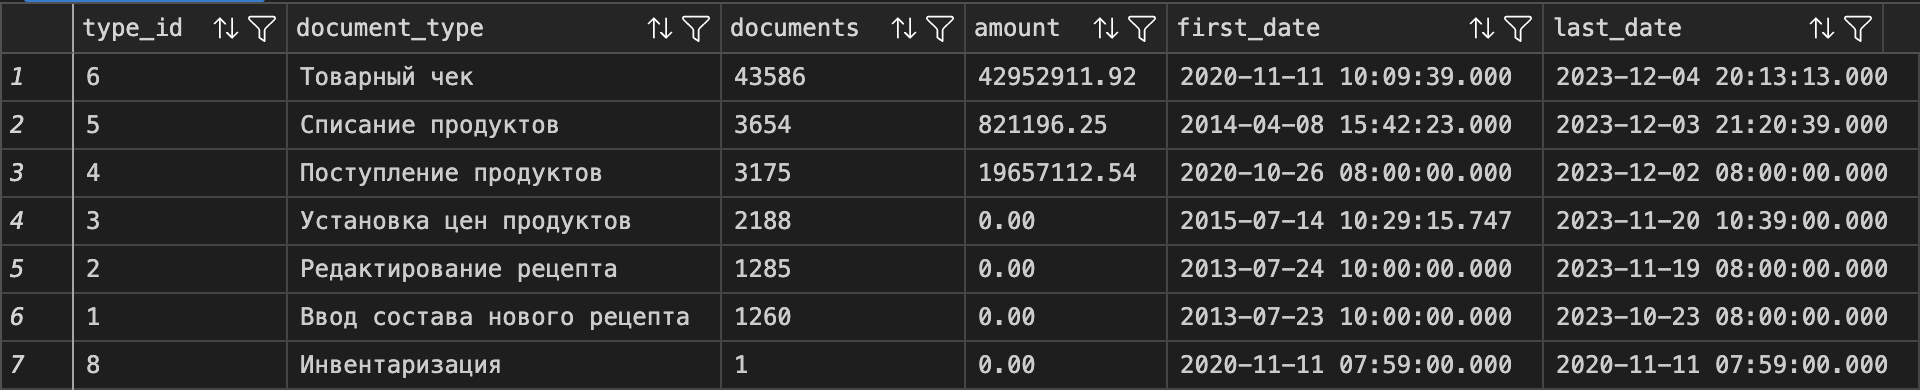 type_id document_type documents amount first_date last_date
1 6 Товарный чек 43586 42952911.92 2020-11-11 10:09:39.000 2023-12-04 20:13:13.000
2 5 Списание продуктов 3654 821196.25 2014-04-08 15:42:23.000 2023-12-03 21:20:39.000
3 4 Поступление продуктов 3175 19657112.54 2020-10-26 08:00:00.000 2023-12-02 08:00:00.000
4 3 Установка цен продуктов 2188 0.00 2015-07-14 10:29:15.747 2023-11-20 10:39:00.000
5 2 Редактирование рецепта 1285 0.00 2013-07-24 10:00:00.000 2023-11-19 08:00:00.000
6 1 Ввод состава нового рецепта 1260 0.00 2013-07-23 10:00:00.000 2023-10-23 08:00:00.000
7 8 Инвентаризация 1 0.00 2020-11-11 07:59:00.000 2020-11-11 07:59:00.000